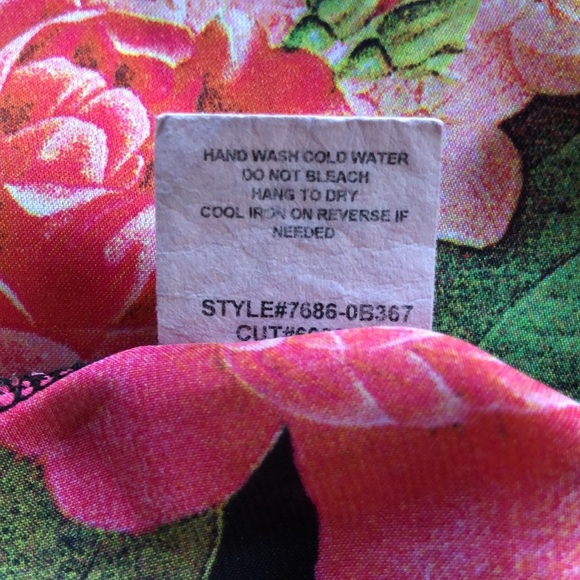 HAND WASH COLD WATER
DO NOT BLEACH
HANG TO DRY
COOL IRON ON REVERSE IF
NEEDED
STYLE#7686-0B367